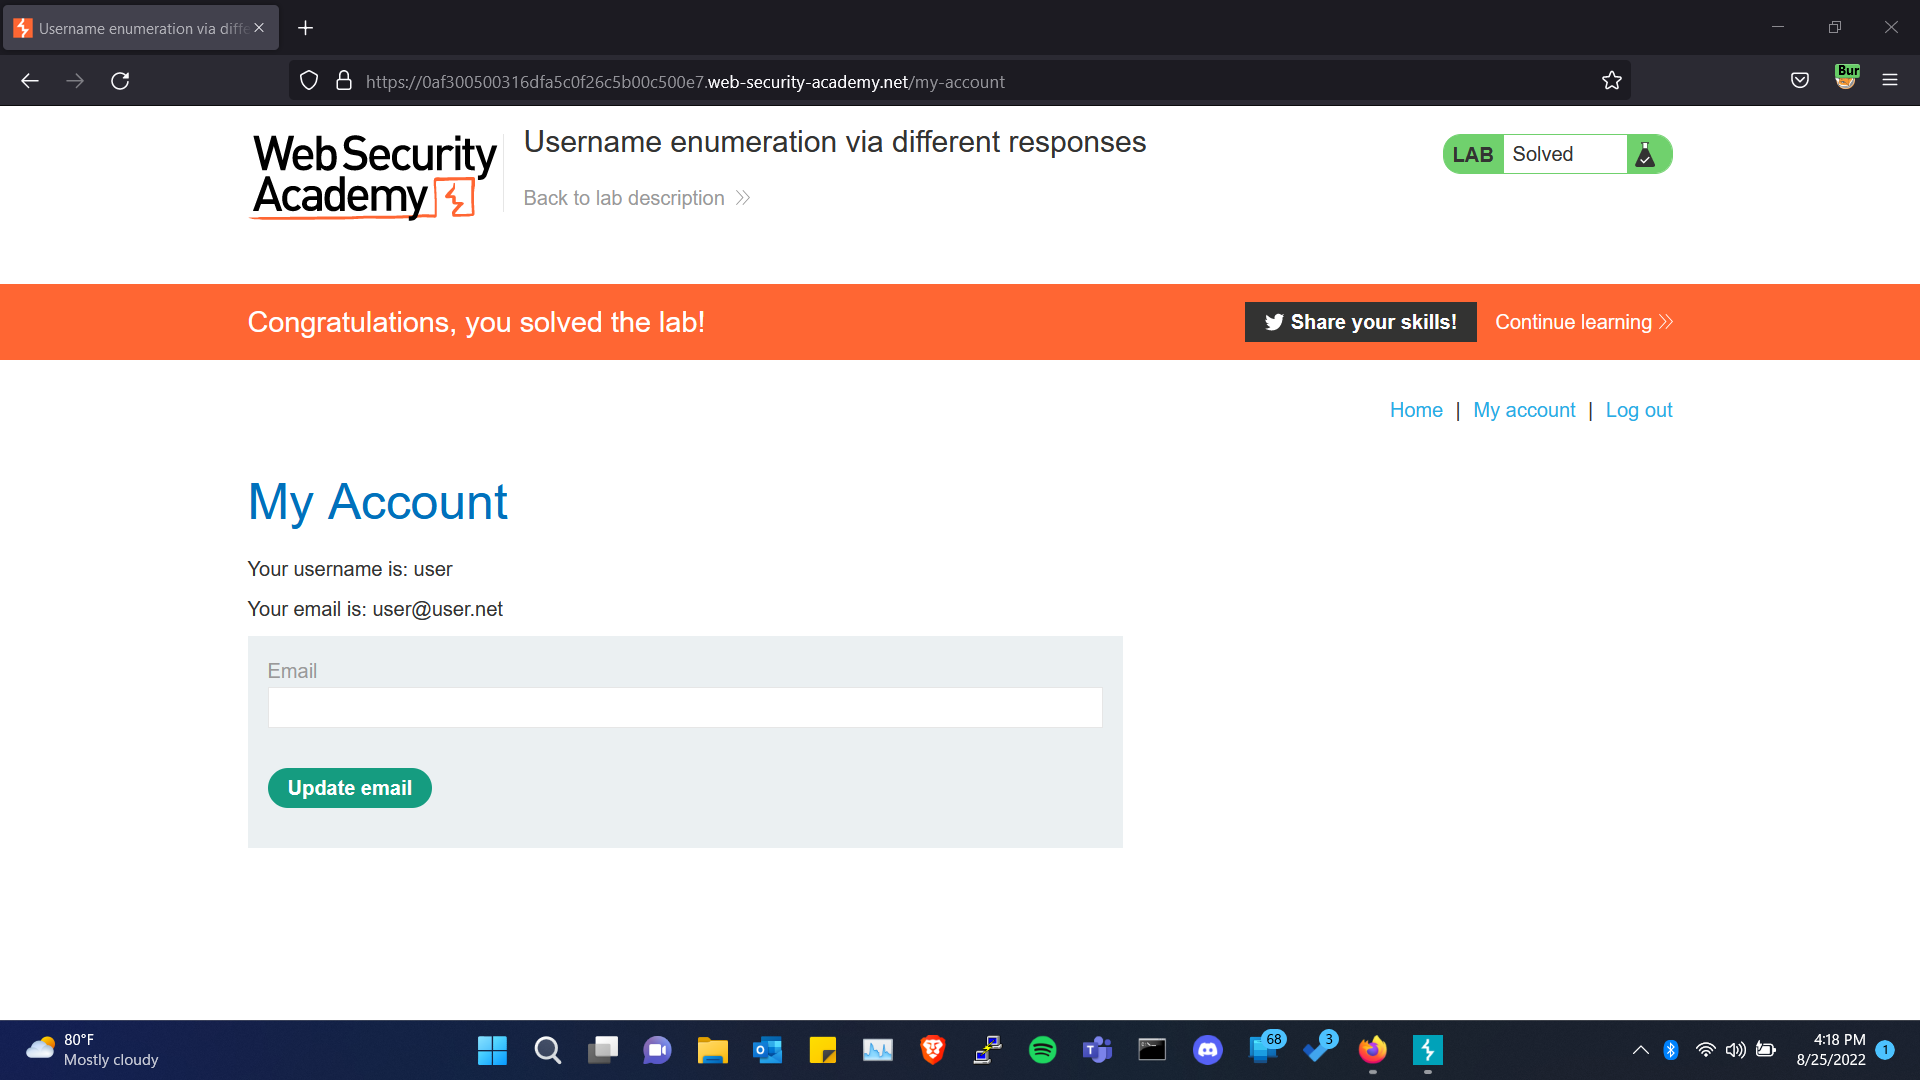 Username enumeration via diffe
https://0af300500316dfa5c0f26c5b00c500e7.web-security-academy.net/my-account
Bur
Web Security
Academy
Username enumeration via different responses
Back to lab description
LAB Solved
Congratulations, you solved the lab!
Share your skills!
Continue learning
Home | My account | Log out
My Account
Your username is: user
Your email is: user@user.net
Email
Update email
80°F
Mostly cloudy
68
3
4:18 PM
8/25/2022
1